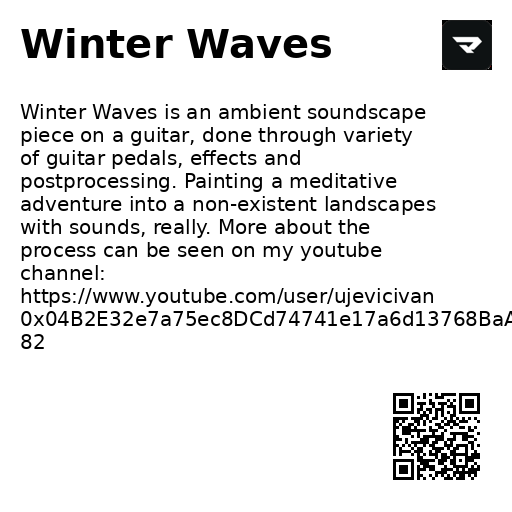 Winter Waves
Winter Waves is an ambient soundscape
piece on a guitar, done through variety
of guitar pedals, effects and
postprocessing. Painting a meditative
adventure into a non-existent landscapes
with sounds, really. More about the
process can be seen on my youtube
channel:
https://www.youtube.com/user/ujevicivan
0x04B2E32e7a75ec8DCd74741e17a6d13768BaA
82